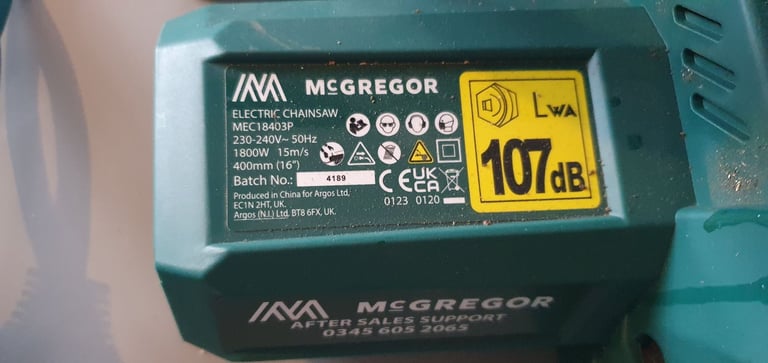 McGREGOR
ELECTRIC CHAINSAW
MEC18403P
230-240V~ 50Hz
1800W 15m/s
400mm (16")
Batch No.: 4189
Produced in China for Argos Ltd,
EC1N 2HT, UK.
Argos (N.I.) Ltd, BT8 6FX, UK.
CE UK CA
0123 0120
LWA
107dB
McGREGOR
AFTER SALES SUPPORT
0345 605 2065